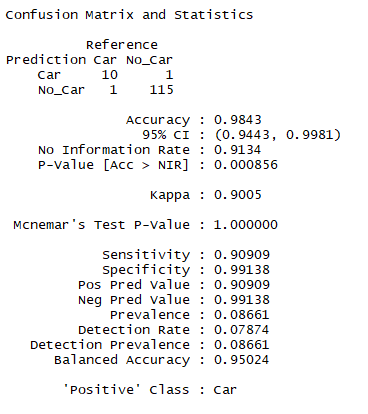 Confusion Matrix and Statistics
Reference
Prediction Car No_Car
Car 10 1
No_Car 1 115
Accuracy : 0.9843
95% CI : (0.9443, 0.9981)
No Information Rate : 0.9134
P-Value [Acc > NIR] : 0.000856
Kappa : 0.9005
Mcnemar's Test P-Value : 1.000000
Sensitivity : 0.90909
Specificity : 0.99138
Pos Pred Value : 0.90909
Neg Pred Value : 0.99138
Prevalence : 0.08661
Detection Rate : 0.07874
Detection Prevalence : 0.08661
Balanced Accuracy : 0.95024
'Positive' Class : Car